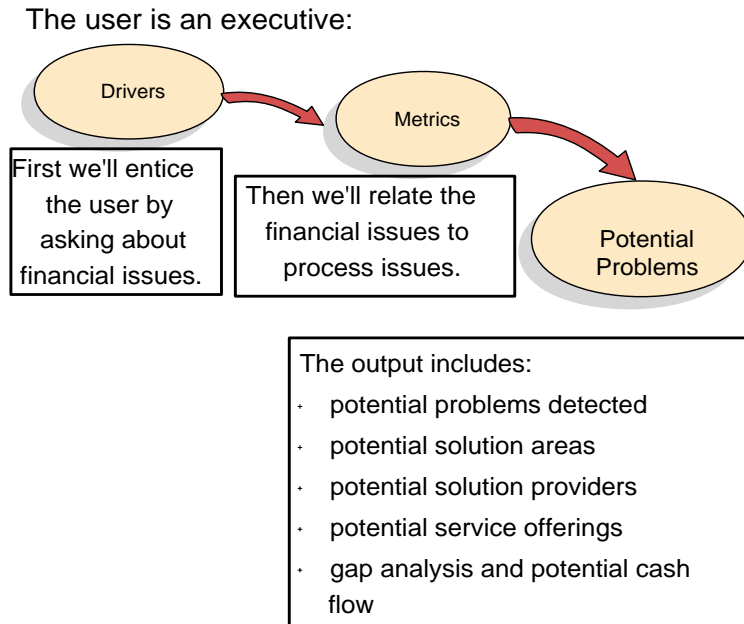 The user is an executive:
Drivers
Metrics
First we'll entice
the user by
asking about
financial issues.
Then we'll relate the
financial issues to
process issues.
Potential
Problems
The output includes:
+ potential problems detected
+ potential solution areas
+ potential solution providers
+ potential service offerings
+ gap analysis and potential cash
flow